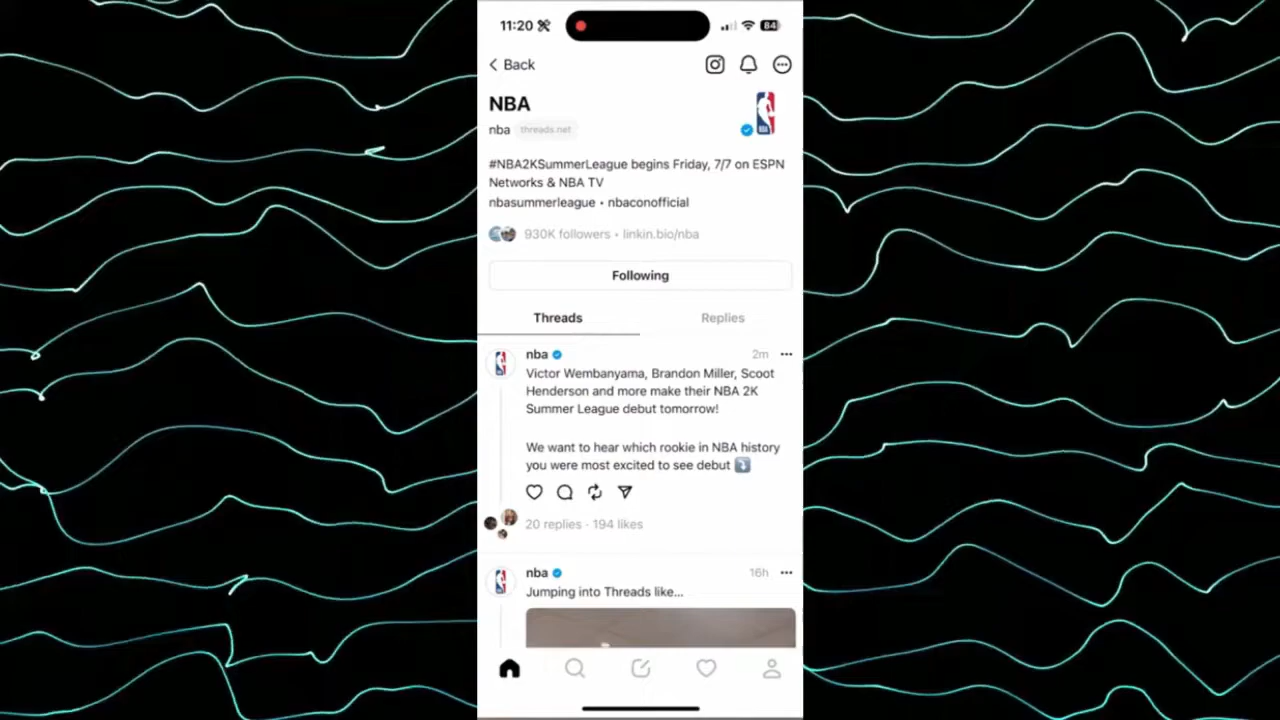 11:20
84
Back
NBA
nba threads.net
#NBA2KSummerLeague begins Friday, 7/7 on ESPN
Networks & NBA TV
nbasummerleague • nbaconofficial
930K followers • linkin.bio/nba
Following
Threads Replies
nba 2m
Victor Wembanyama, Brandon Miller, Scoot
Henderson and more make their NBA 2K
Summer League debut tomorrow!
We want to hear which rookie in NBA history
you were most excited to see debut ⤵️
20 replies · 194 likes
nba 16h
Jumping into Threads like...